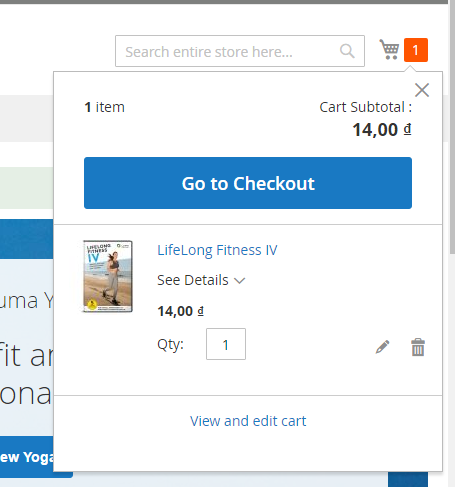 Search entire store here...
1
1 item
Cart Subtotal :
14,00 ₫
Go to Checkout
LIFELONG
FITNESS
IV
LifeLong Fitness IV
See Details
14,00 ₫
Qty: 1
View and edit cart
uma Y
fit an
ona
ew Yoga